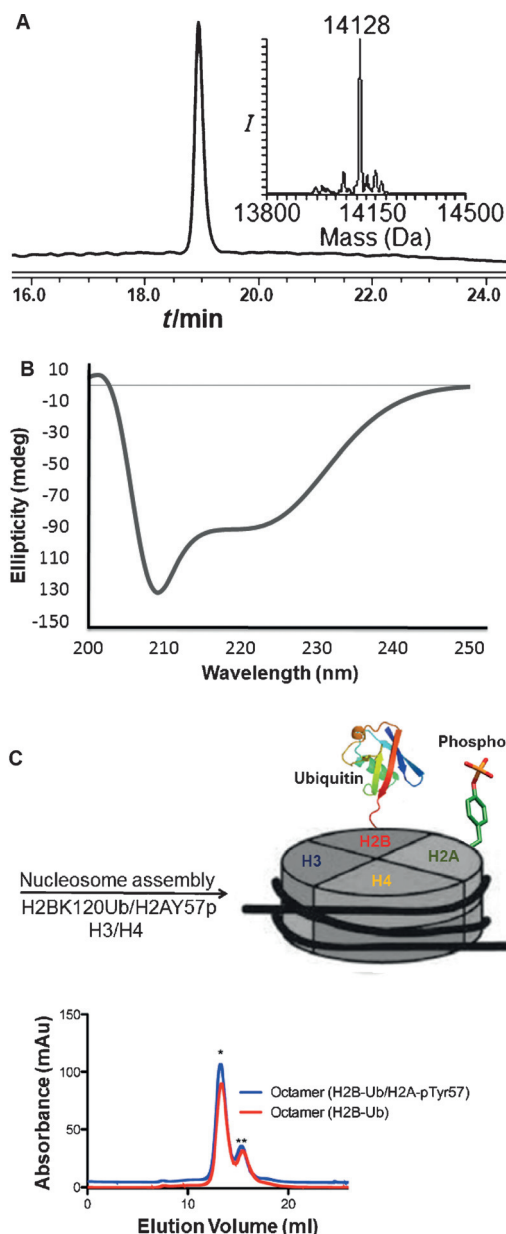 A
14128
I
13800 14150 14500
Mass (Da)
16.0 18.0 20.0 22.0 24.0
t/min
B
10
-10
-30
-50
-70
-90
110
130
-150
Ellipticity (mdeg)
200 210 220 230 240 250
Wavelength (nm)
C
Ubiquitin
Phospho
H2B
H3
H2A
H4
Nucleosome assembly
H2BK120Ub/H2AY57p
H3/H4
150
100
50
0
Absorbance (mAu)
*
**
Octamer (H2B-Ub/H2A-pTyr57)
Octamer (H2B-Ub)
0 10 20
Elution Volume (ml)